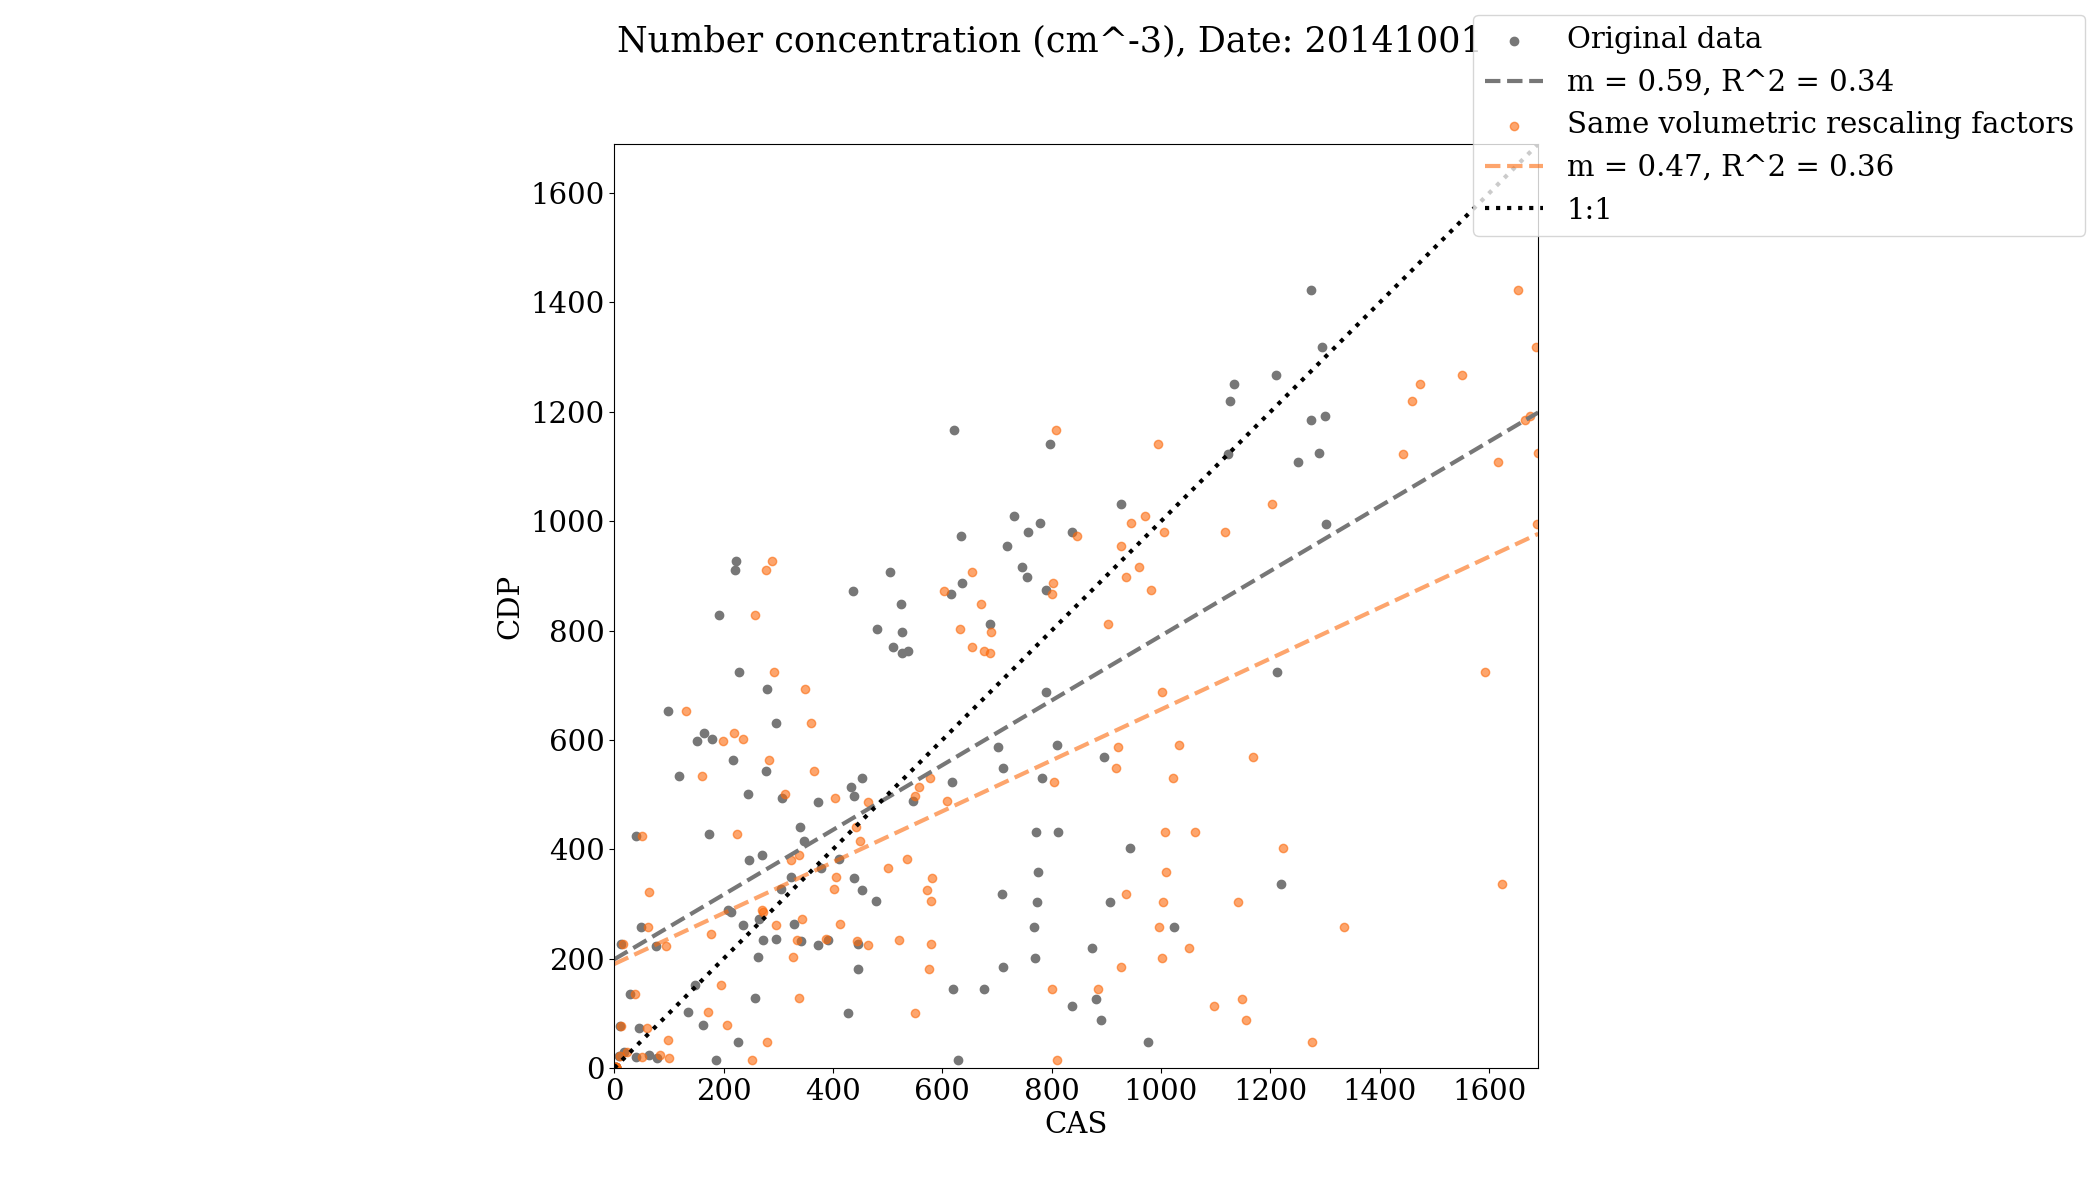 Number concentration (cm^-3), Date: 20141001
Original data
m = 0.59, R^2 = 0.34
Same volumetric rescaling factors
m = 0.47, R^2 = 0.36
1:1
1600
1400
1200
1000
800
600
400
200
0
CDP
0 200 400 600 800 1000 1200 1400 1600
CAS